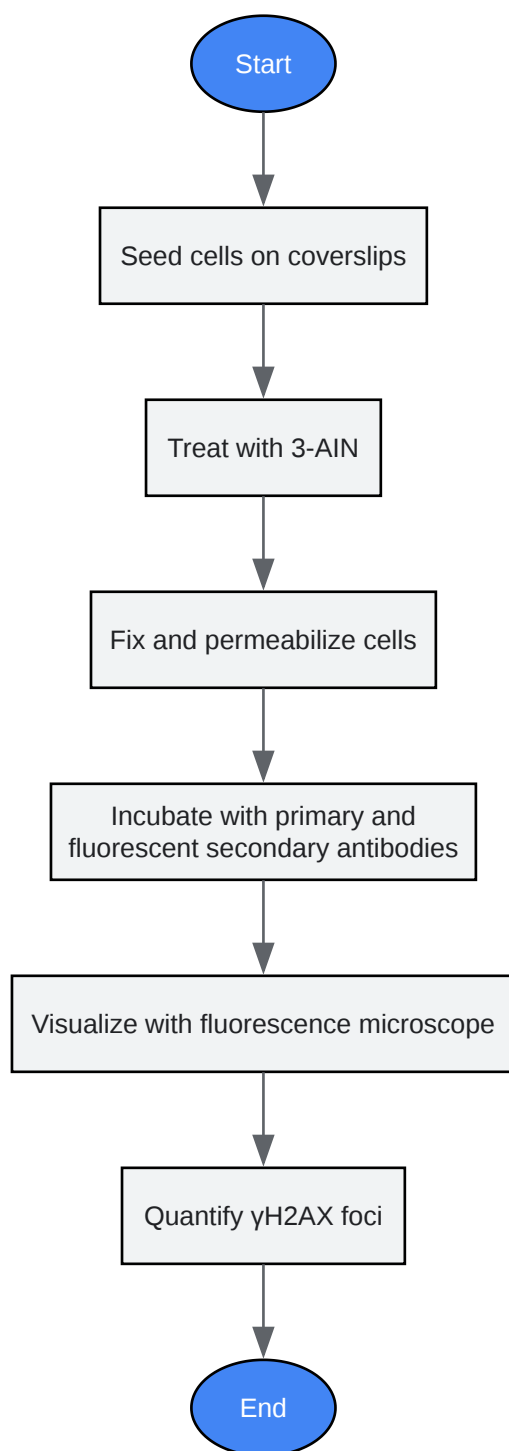 Start
Seed cells on coverslips
Treat with 3-AIN
Fix and permeabilize cells
Incubate with primary and
fluorescent secondary antibodies
Visualize with fluorescence microscope
Quantify γH2AX foci
End